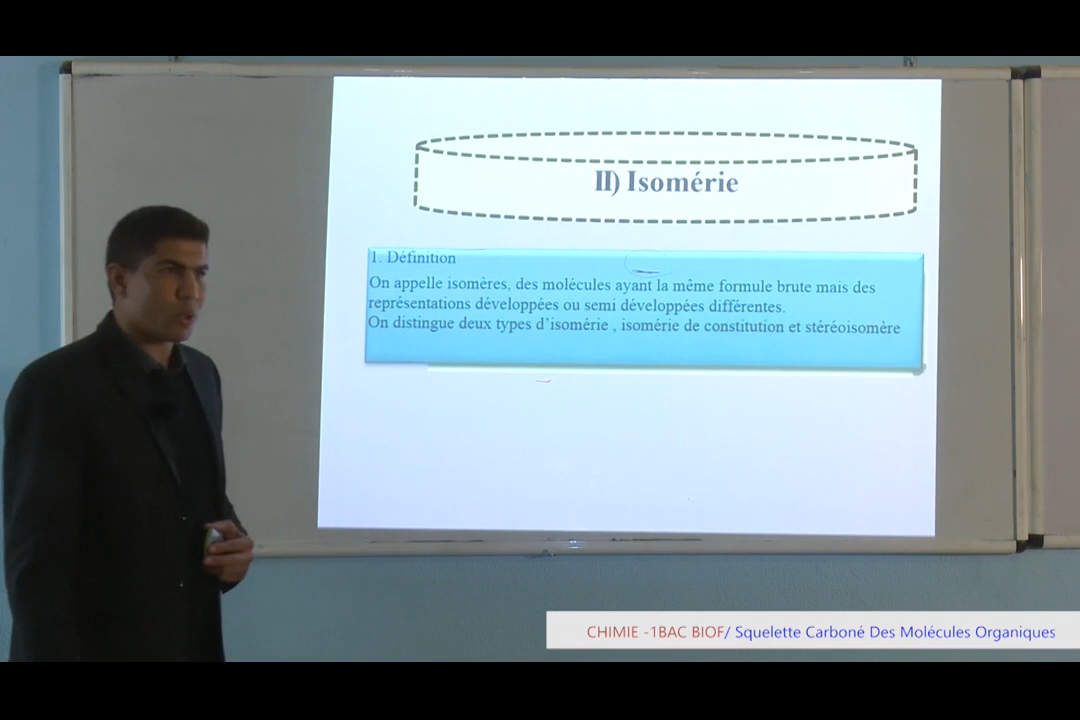 II) Isomérie
1. Définition
On appelle isomères, des molécules ayant la même formule brute mais des
représentations développées ou semi développées différentes.
On distingue deux types d'isomérie , isomérie de constitution et stéréoisomère
CHIMIE -1BAC BIOF/ Squelette Carboné Des Molécules Organiques